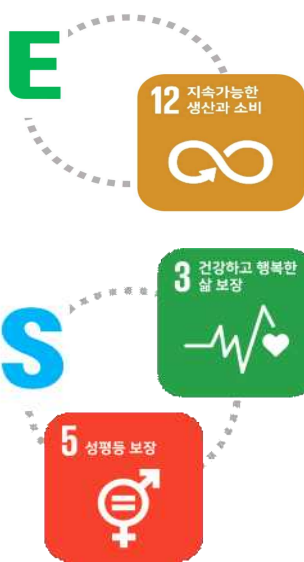 E
12 지속가능한
생산과 소비
3 건강하고 행복한
삶 보장
S
5 성평등 보장